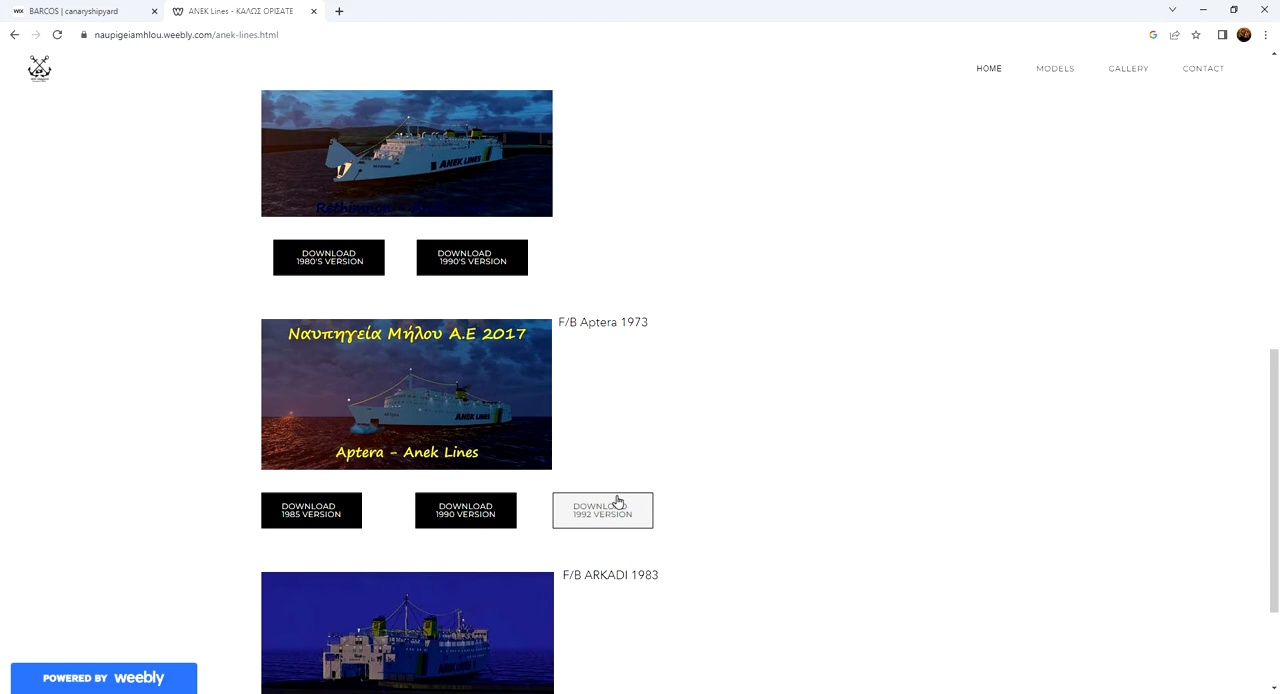 BARCOS | canaryshipyard
ANEK Lines - ΚΑΛΩΣ ΟΡΙΣΑΤΕ
naupigeiamhlou.weebly.com/anek-lines.html
HOME
MODELS
GALLERY
CONTACT
ANEK LINES
DOWNLOAD
1980'S VERSION
DOWNLOAD
1990'S VERSION
F/B Aptera 1973
Ναυπηγεία Μήλου Α.Ε 2017
ANEK LINES
Aptera - Anek Lines
DOWNLOAD
1985 VERSION
DOWNLOAD
1990 VERSION
DOWNLOAD
1992 VERSION
F/B ARKADI 1983
POWERED BY weebly